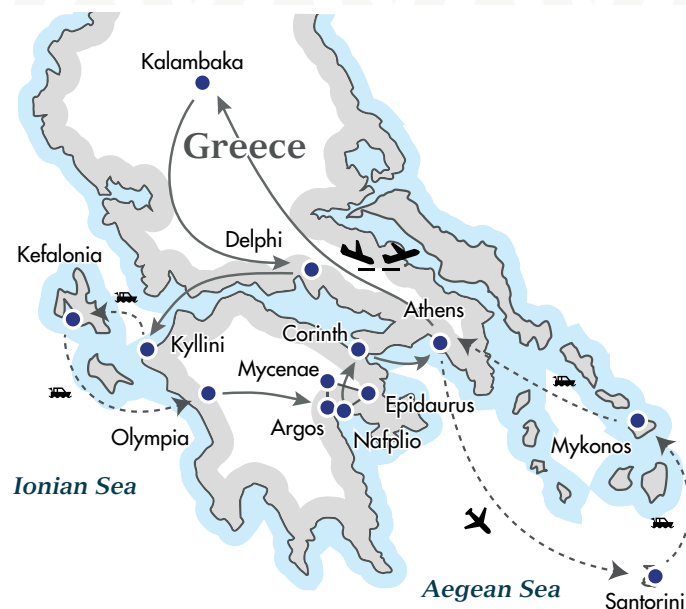 Kalambaka
Greece
Delphi
Kefalonia
Athens
Kyllini
Corinth
Mycenae
Epidaurus
Olympia
Argos
Nafplio
Mykonos
Ionian Sea
Aegean Sea
Santorini